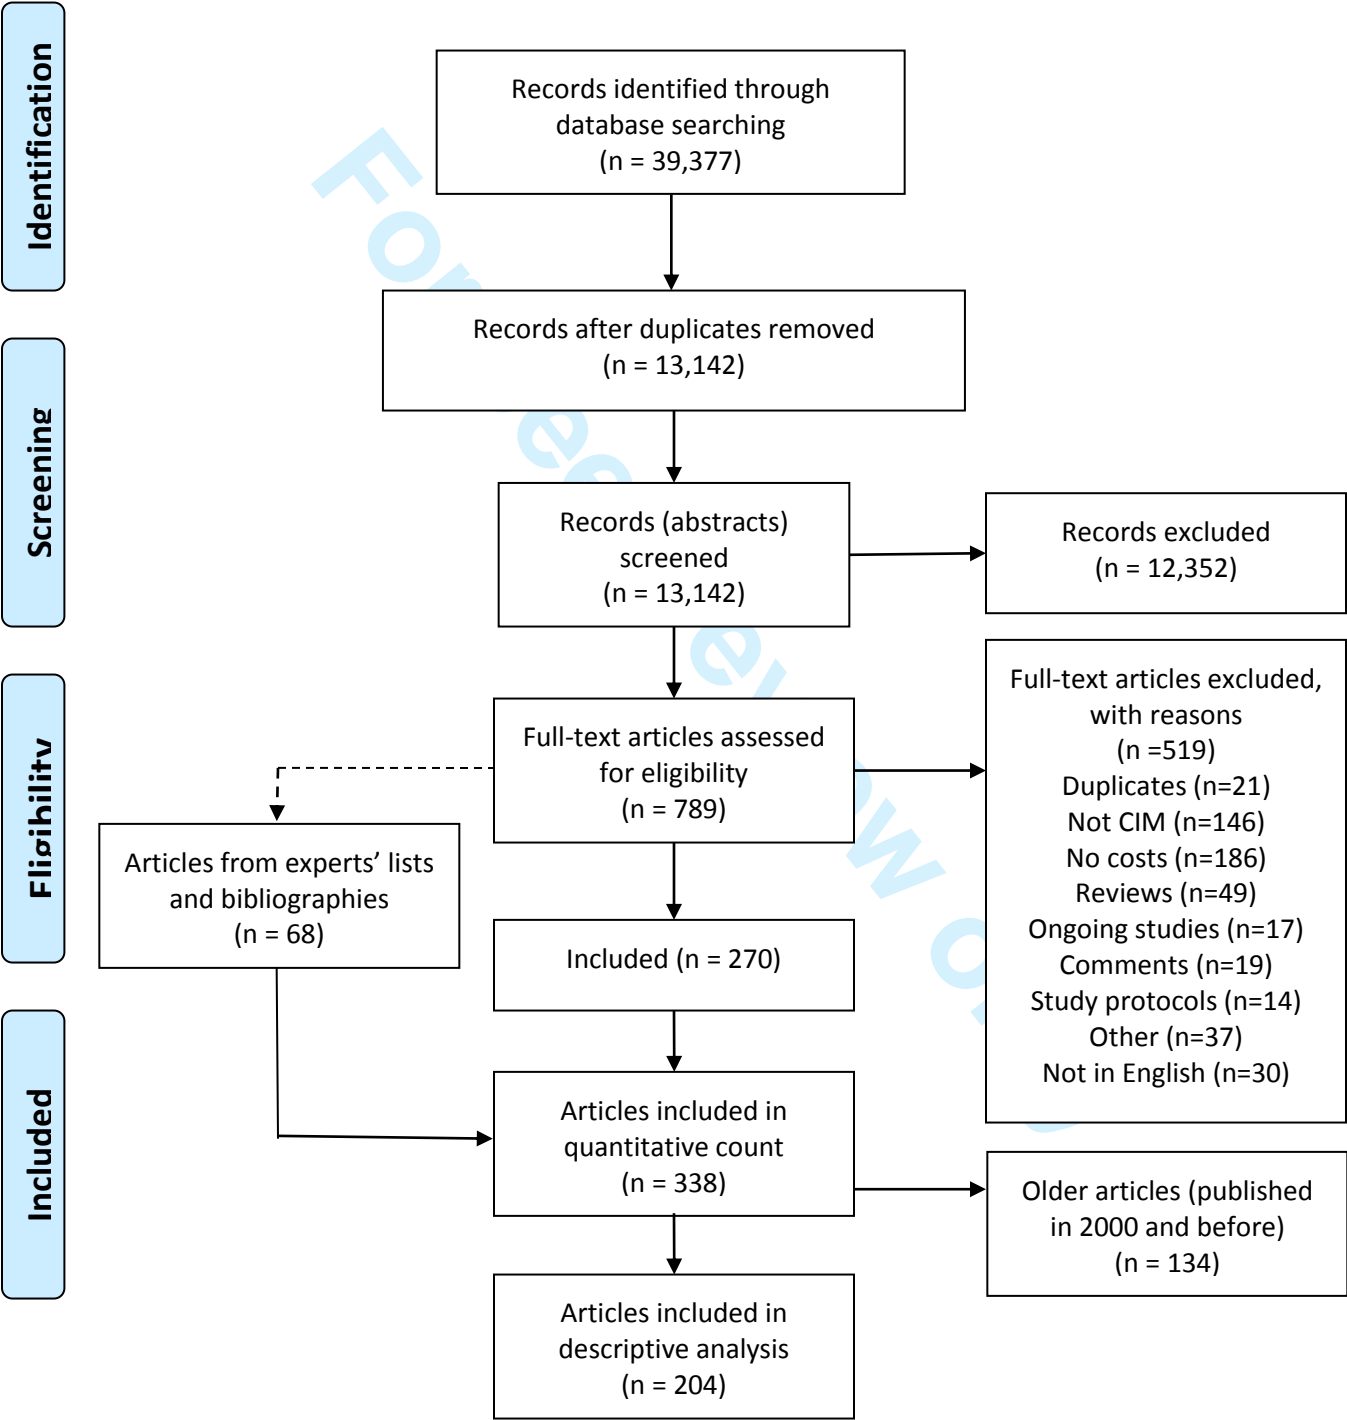 Identification
Records identified through
database searching
(n = 39,377)
Records after duplicates removed
(n = 13,142)
Screening
Records (abstracts)
screened
(n = 13,142)
Records excluded
(n = 12,352)
Eligibility
Full-text articles assessed
for eligibility
(n = 789)
Full-text articles excluded,
with reasons
(n =519)
Duplicates (n=21)
Not CIM (n=146)
No costs (n=186)
Reviews (n=49)
Ongoing studies (n=17)
Comments (n=19)
Study protocols (n=14)
Other (n=37)
Not in English (n=30)
Articles from experts’ lists
and bibliographies
(n = 68)
Included (n = 270)
Included
Articles included in
quantitative count
(n = 338)
Older articles (published
in 2000 and before)
(n = 134)
Articles included in
descriptive analysis
(n = 204)
For